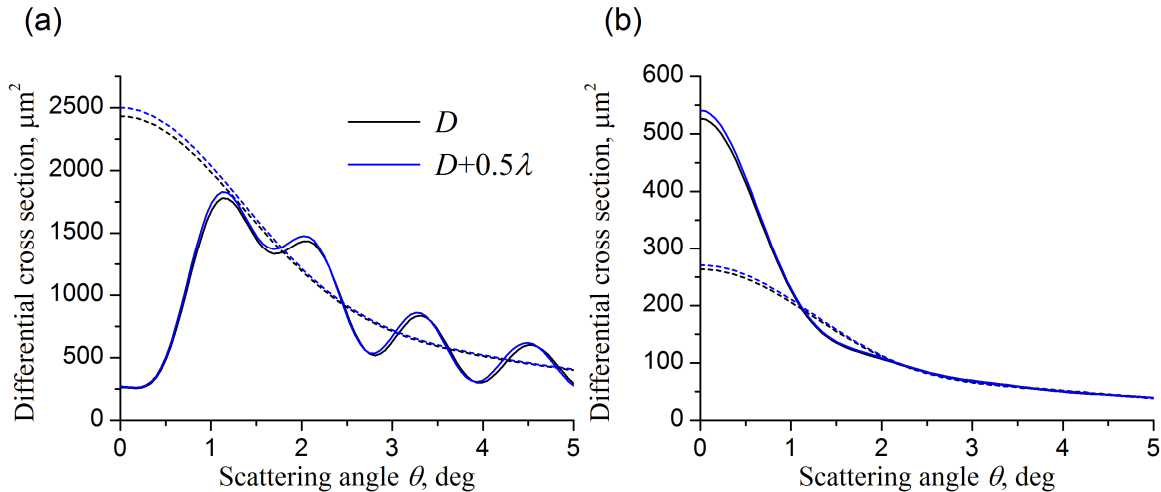 (a)
Differential cross section, μm²
2500
2000
1500
1000
500
0
D
D+0.5λ
0 1 2 3 4 5
Scattering angle θ, deg
(b)
Differential cross section, μm²
600
500
400
300
200
100
0
0 1 2 3 4 5
Scattering angle θ, deg